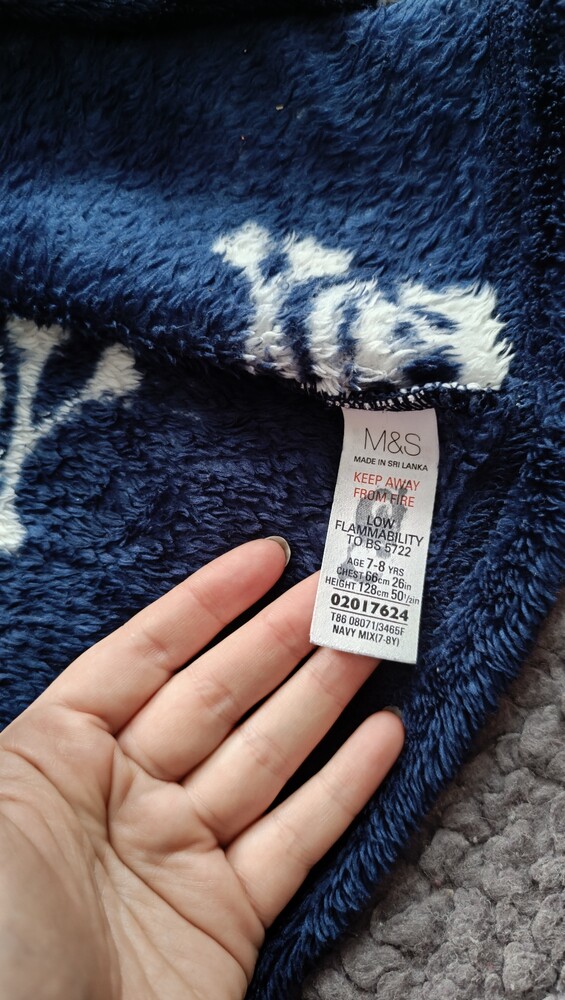 M&S
MADE IN SRI LANKA
KEEP AWAY
FROM FIRE
LOW
FLAMMABILITY
TO BS 5722
AGE 7-8 YRS
CHEST 66cm 26in
HEIGHT 128cm 50½in
02017624
T86 08071/3465F
NAVY MIX(7-8Y)